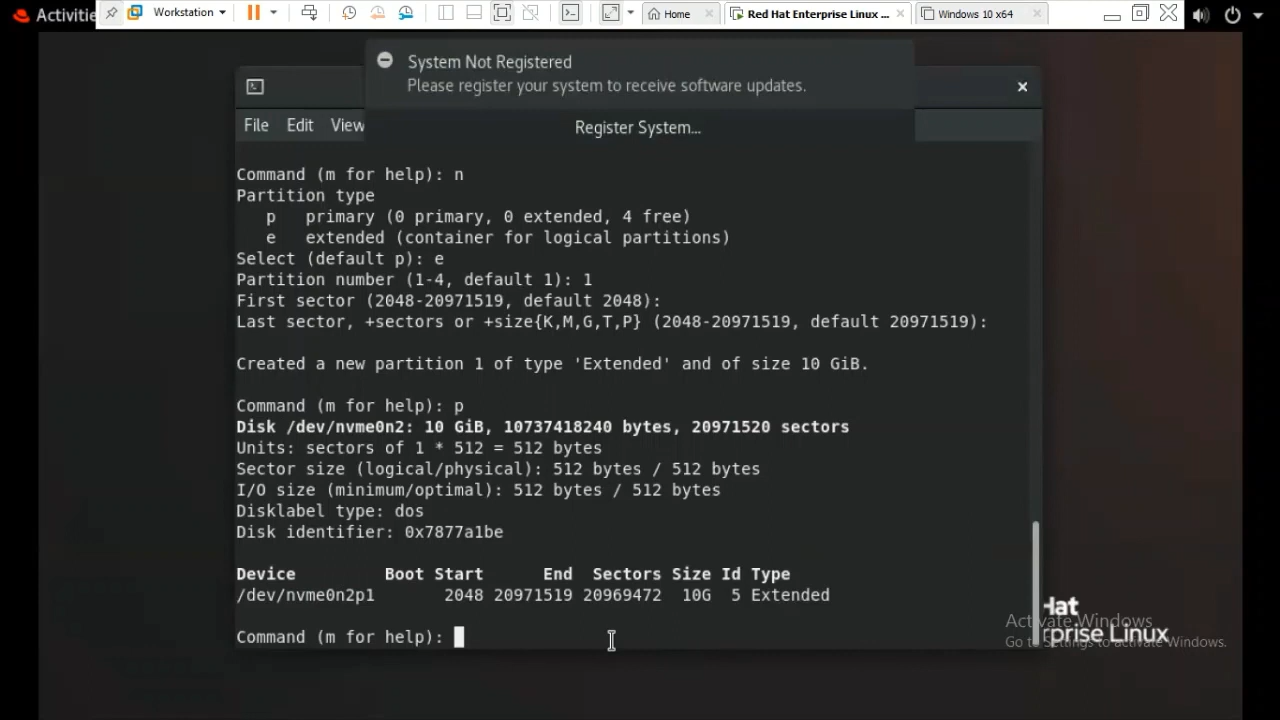 Activitie Workstation Home Red Hat Enterprise Linux ... Windows 10 x64
System Not Registered
Please register your system to receive software updates.
File Edit View
Register System...
Command (m for help): n
Partition type
p primary (0 primary, 0 extended, 4 free)
e extended (container for logical partitions)
Select (default p): e
Partition number (1-4, default 1): 1
First sector (2048-20971519, default 2048):
Last sector, +sectors or +size{K,M,G,T,P} (2048-20971519, default 20971519):
Created a new partition 1 of type 'Extended' and of size 10 GiB.
Command (m for help): p
Disk /dev/nvme0n2: 10 GiB, 10737418240 bytes, 20971520 sectors
Units: sectors of 1 * 512 = 512 bytes
Sector size (logical/physical): 512 bytes / 512 bytes
I/O size (minimum/optimal): 512 bytes / 512 bytes
Disklabel type: dos
Disk identifier: 0x7877a1be
Device Boot Start End Sectors Size Id Type
/dev/nvme0n2p1 2048 20971519 20969472 10G 5 Extended
Command (m for help):
Hat
rprise Linux
Activate Windows
Go to Settings to activate Windows.